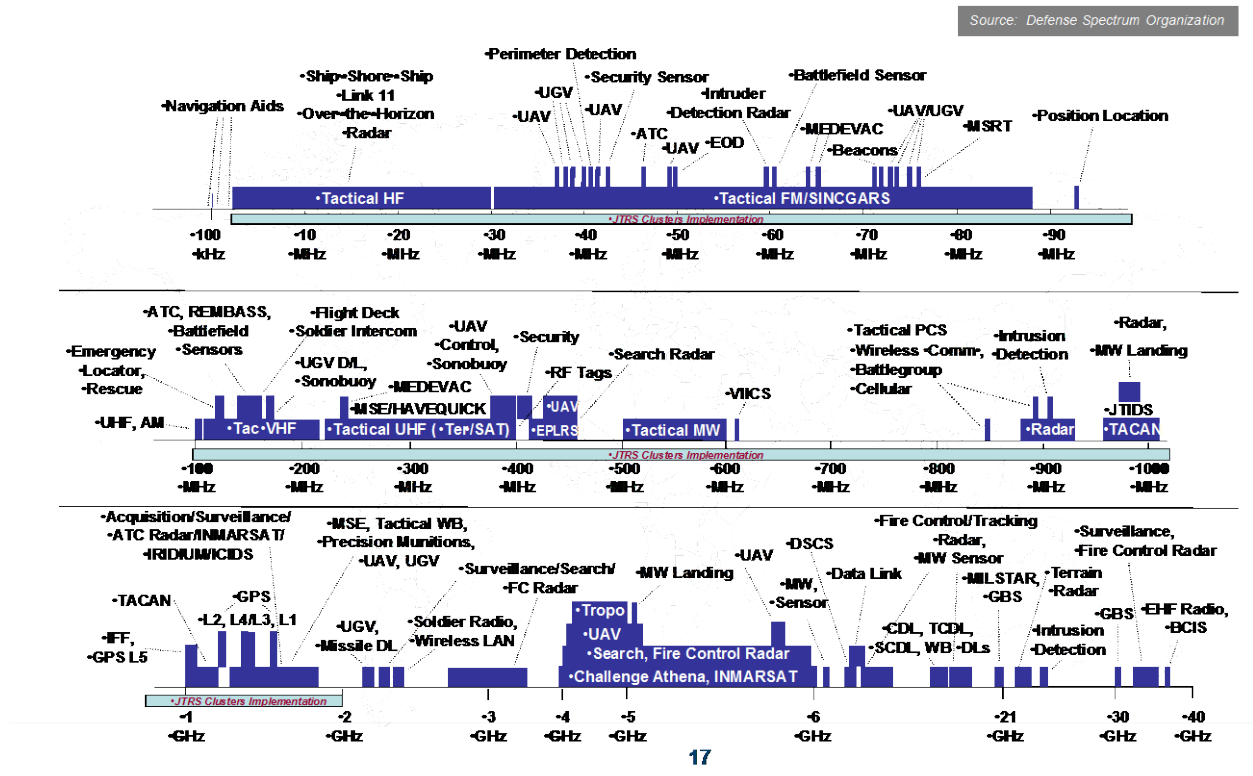 Source: Defense Spectrum Organization
•Perimeter Detection
•Ship-Shore-Ship
•Link 11
•Over-the-Horizon
•Radar
•Navigation Aids
•UGV
•UAV
•Security Sensor
•UAV
•ATC
•UAV
•EOD
•Intruder
•Detection Radar
•Battlefield Sensor
•MEDEVAC
•Beacons
•UAV/UGV
•MSRT
•Position Location
•Tactical HF
•Tactical FM/SINCGARS
•JTRS Clusters Implementation
•100
•kHz
•10
•MHz
•20
•MHz
•30
•MHz
•40
•MHz
•50
•MHz
•60
•MHz
•70
•MHz
•80
•MHz
•90
•MHz
•ATC, REMBASS,
•Battlefield
•Sensors
•Flight Deck
•Soldier Intercom
•Emergency
•Locator,
•Rescue
•UGV D/L,
•Sonobuoy
•UHF, AM
•MEDEVAC
•MSE/HAVEQUICK
•UAV
•Control,
•Sonobuoy
•Security
•RF Tags
•Search Radar
•VIICS
•Tactical PCS
•Wireless •Comm-,
•Battlegroup
•Cellular
•Intrusion
•Detection
•Radar,
•MW Landing
•JTIDS
•Tac•VHF
•Tactical UHF (•Ter/SAT)
•UAV
•EPLRS
•Tactical MW
•Radar
•TACAN
•JTRS Clusters Implementation
•100
•MHz
•200
•MHz
•300
•MHz
•400
•MHz
•500
•MHz
•600
•MHz
•700
•MHz
•800
•MHz
•900
•MHz
•1000
•MHz
•Acquisition/Surveillance/
•ATC Radar/INMARSAT/
•IRIDIUM/ICIDS
•MSE, Tactical WB,
•Precision Munitions,
•UAV, UGV
•TACAN
•GPS
•L2, L4/L3, L1
•IFF,
•GPS L5
•UGV,
•Missile DL
•Surveillance/Search/
•FC Radar
•Soldier Radio,
•Wireless LAN
•MW Landing
•Tropo
•UAV
•Search, Fire Control Radar
•Challenge Athena, INMARSAT
•UAV
•DSCS
•MW,
•Sensor
•Data Link
•Fire Control/Tracking
•Radar,
•MW Sensor
•CDL, TCDL,
•SCDL, WB •DLs
•MILSTAR,
•GBS
•Terrain
•Radar
•Intrusion
•Detection
•Surveillance,
•Fire Control Radar
•GBS
•EHF Radio,
•BCIS
•JTRS Clusters Implementation
•1
•GHz
•2
•GHz
•3
•GHz
•4
•GHz
•5
•GHz
•6
•GHz
•21
•GHz
•30
•GHz
•40
•GHz
17